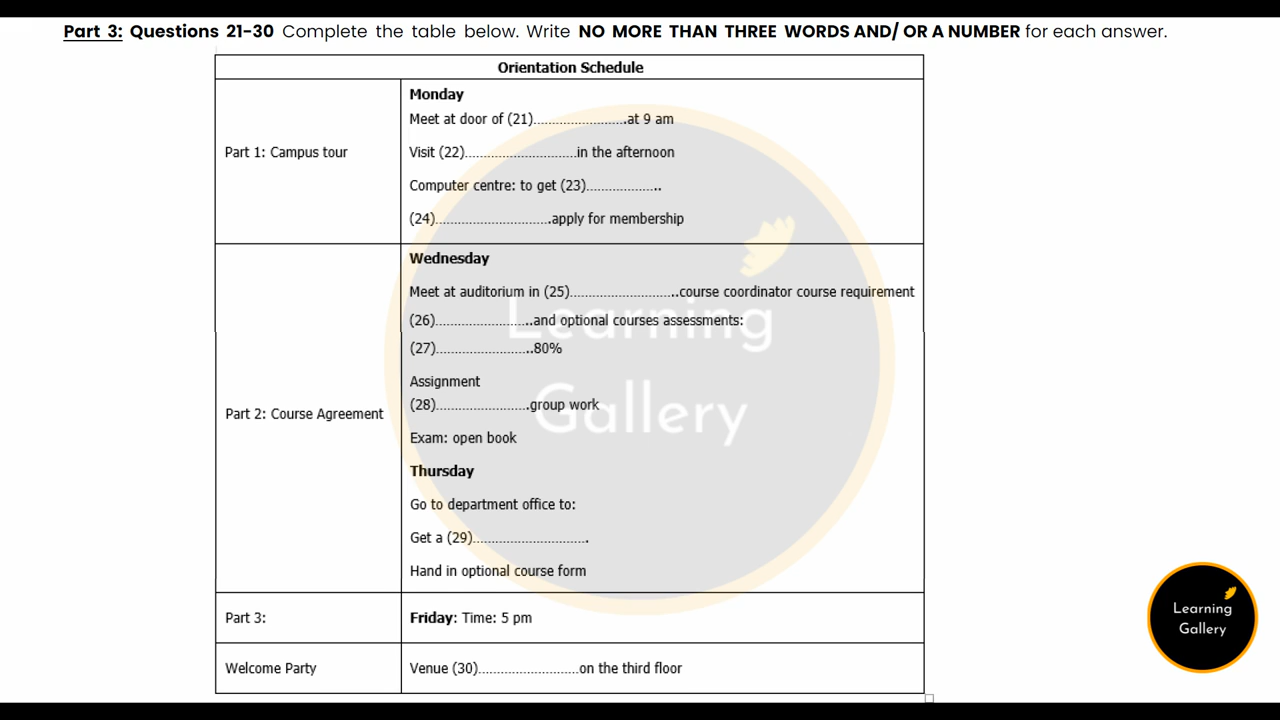 Part 3: Questions 21-30 Complete the table below. Write NO MORE THAN THREE WORDS AND/ OR A NUMBER for each answer.
Orientation Schedule
Part 1: Campus tour
Monday
Meet at door of (21)........................at 9 am
Visit (22).............................in the afternoon
Computer centre: to get (23)...................
(24)..............................apply for membership
Part 2: Course Agreement
Wednesday
Meet at auditorium in (25)............................course coordinator course requirement
(26).........................and optional courses assessments:
(27).........................80%
Assignment
(28)........................group work
Exam: open book
Thursday
Go to department office to:
Get a (29)..............................
Hand in optional course form
Part 3:
Friday: Time: 5 pm
Welcome Party
Venue (30)..........................on the third floor
Learning
Gallery
Learning
Gallery